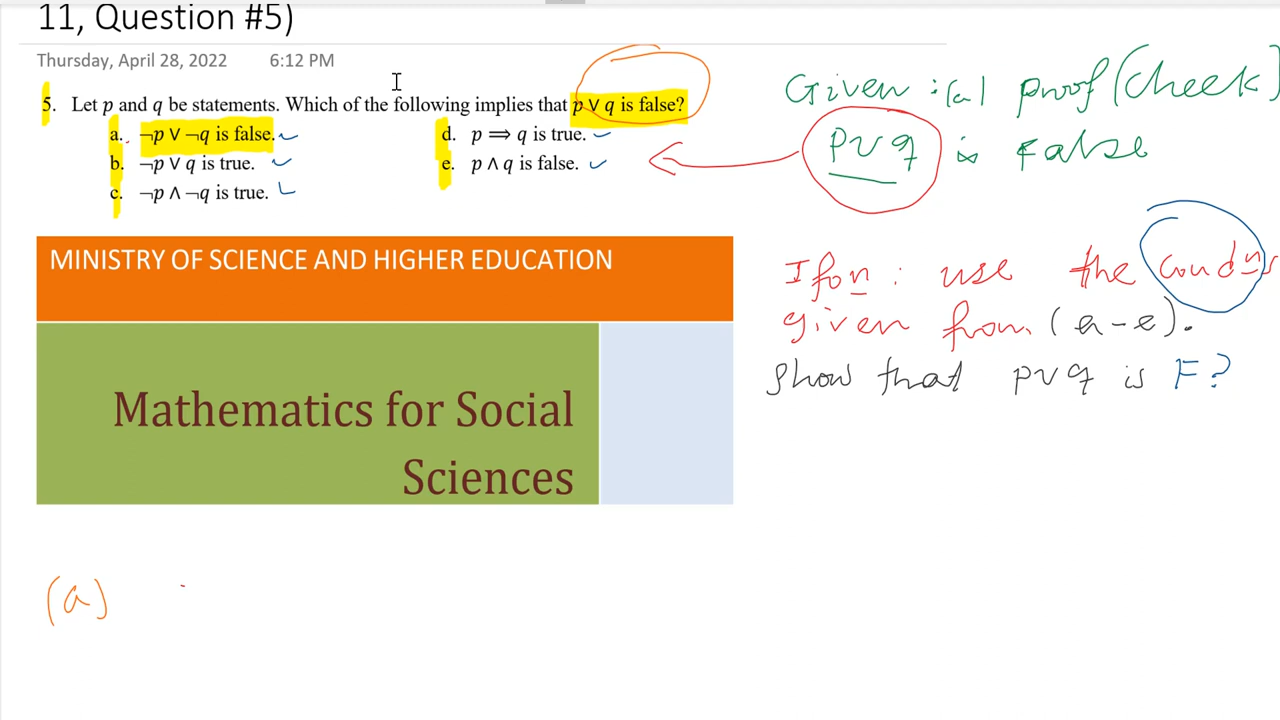 11, Question #5)
Thursday, April 28, 2022 6:12 PM
5. Let p and q be statements. Which of the following implies that p ∨ q is false?
a. ¬p ∨ ¬q is false.
b. ¬p ∨ q is true.
c. ¬p ∧ ¬q is true.
d. p ⟹ q is true.
e. p ∧ q is false.
MINISTRY OF SCIENCE AND HIGHER EDUCATION
Mathematics for Social
Sciences
Given :(a) proof (Check)
p∨q is False
Ifon : use the condns
given from (a-e).
show that p∨q is F?
(a)